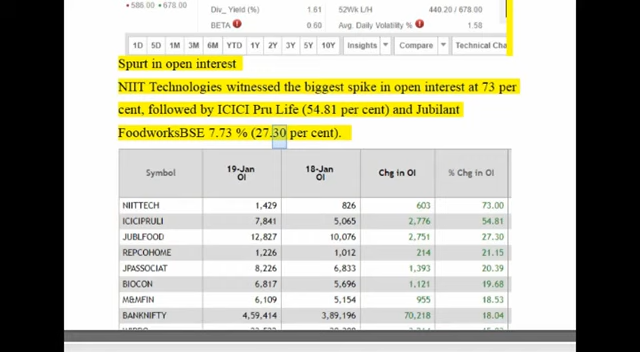 • 588.00 • 678.00
Div_ Yield (%) 1.61
52Wk L/H 440.20 / 678.00
BETA 0.60
Avg. Daily Volatility % 1.58
1D 5D 1M 3M 6M YTD 1Y 2Y 3Y 5Y 10Y Insights Compare Technical Cha
Spurt in open interest
NIIT Technologies witnessed the biggest spike in open interest at 73 per
cent, followed by ICICI Pru Life (54.81 per cent) and Jubilant
FoodworksBSE 7.73 % (27.30 per cent).
Symbol 19-Jan OI 18-Jan OI Chg in OI % Chg in OI
NIITTECH 1,429 826 603 73.00
ICICIPRULI 7,841 5,065 2,776 54.81
JUBLFOOD 12,827 10,076 2,751 27.30
REPCOHOME 1,226 1,012 214 21.15
JPASSOCIAT 8,226 6,833 1,393 20.39
BIOCON 6,817 5,696 1,121 19.68
M&MFIN 6,109 5,154 955 18.53
BANKNIFTY 4,59,414 3,89,196 70,218 18.04